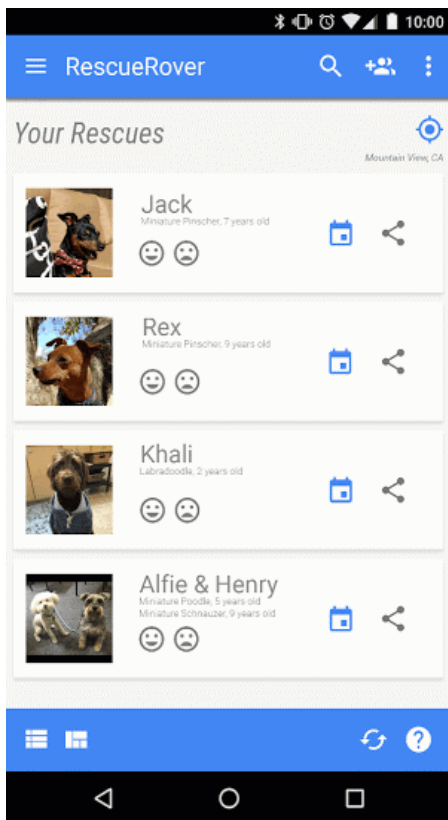 10:00
RescueRover
Your Rescues
Mountain View, CA
Jack
Miniature Pinscher, 7 years old
Rex
Miniature Pinscher, 9 years old
Khali
Labradoodle, 2 years old
Alfie & Henry
Miniature Poodle, 5 years old
Miniature Schnauzer, 9 years old